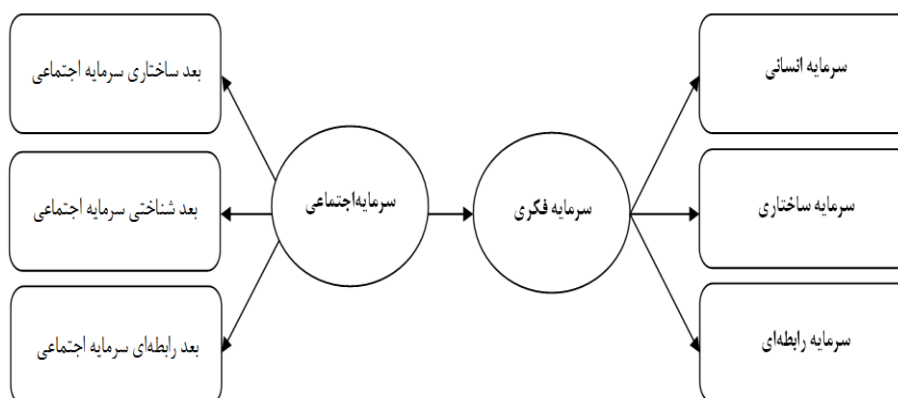 بعد ساختاری سرمایه اجتماعی
بعد شناختی سرمایه اجتماعی
بعد رابطه‌ای سرمایه اجتماعی
سرمایه‌اجتماعی
سرمایه فکری
سرمایه انسانی
سرمایه ساختاری
سرمایه رابطه‌ای